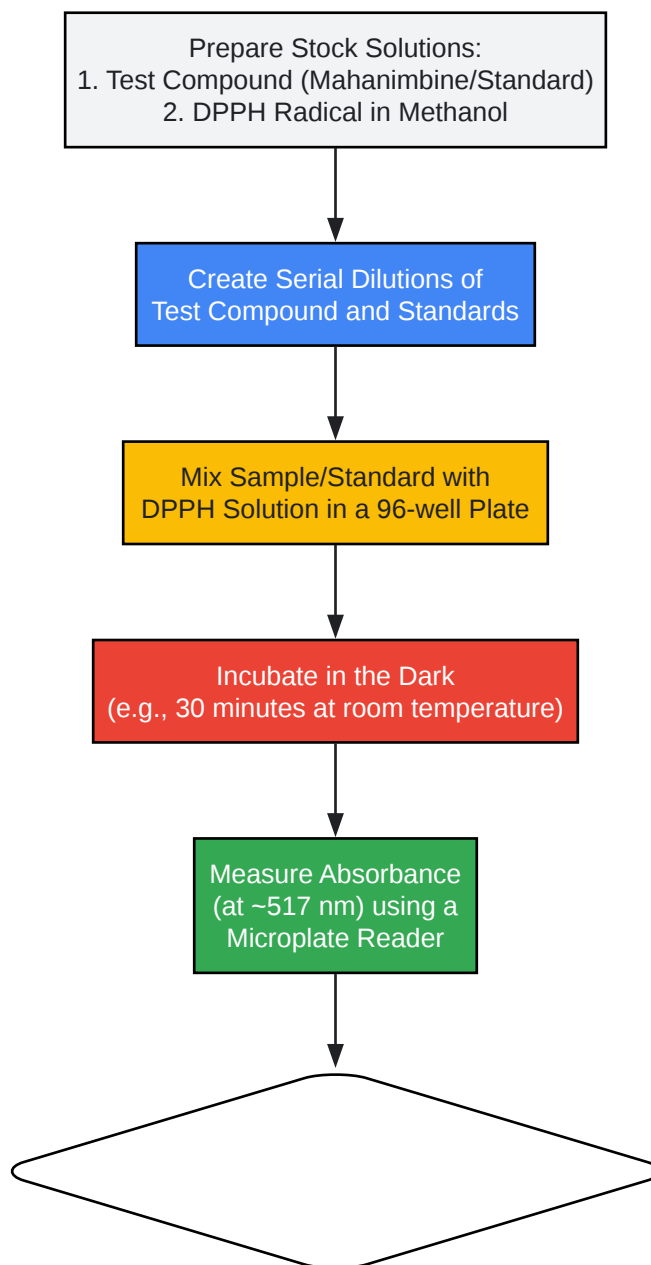 Prepare Stock Solutions:
1. Test Compound (Mahanimbine/Standard)
2. DPPH Radical in Methanol
Create Serial Dilutions of
Test Compound and Standards
Mix Sample/Standard with
DPPH Solution in a 96-well Plate
Incubate in the Dark
(e.g., 30 minutes at room temperature)
Measure Absorbance
(at ~517 nm) using a
Microplate Reader